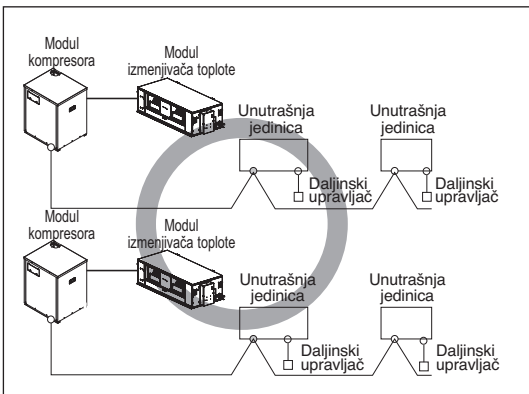 Modul
kompresora
Modul
izmenjivača toplote
Unutrašnja
jedinica
Unutrašnja
jedinica
Daljinski
upravljač
Daljinski
upravljač
Modul
kompresora
Modul
izmenjivača toplote
Unutrašnja
jedinica
Unutrašnja
jedinica
Daljinski
upravljač
Daljinski
upravljač